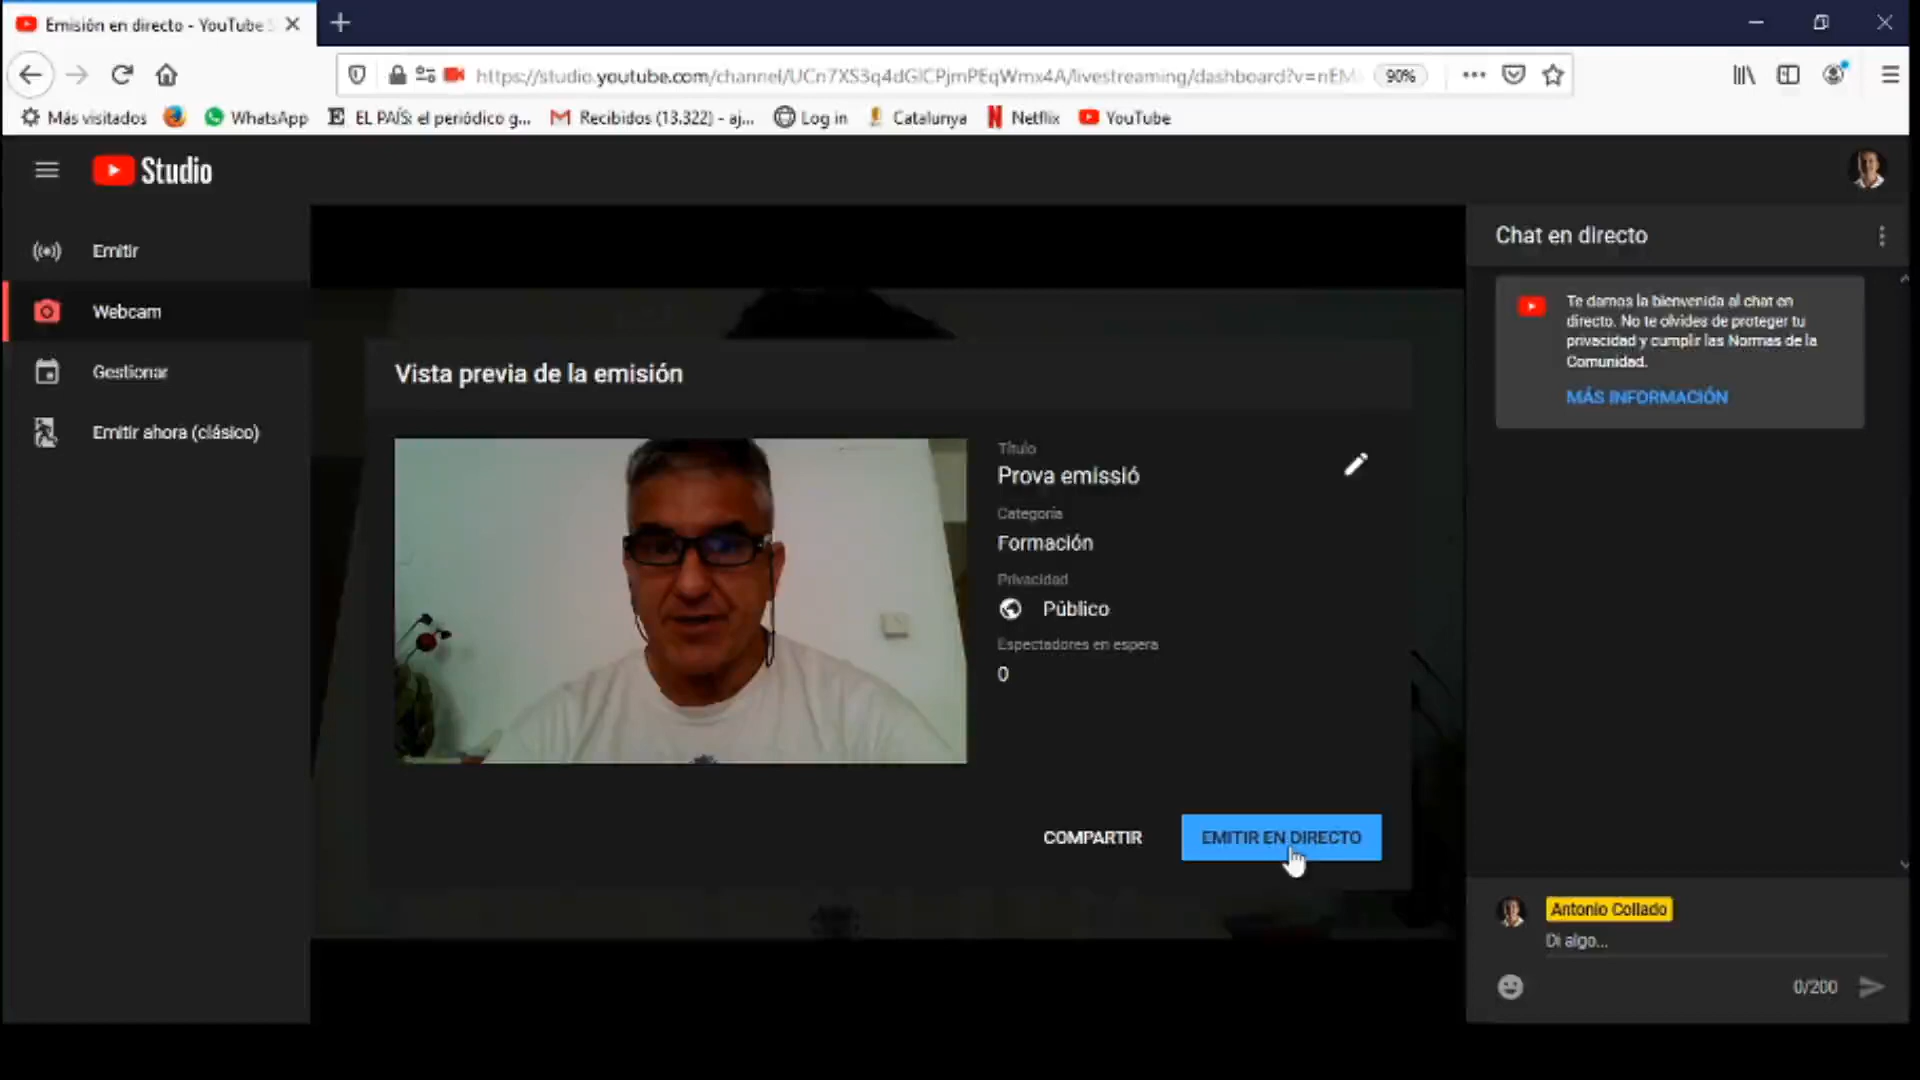 Emisión en directo - YouTube S
https://studio.youtube.com/channel/UCn7XS3q4dGlCPjmPEqWmx4A/livestreaming/dashboard?v=nEM
90%
Más visitados
WhatsApp
EL PAÍS: el periódico g...
Recibidos (13.322) - aj...
Log in
Catalunya
Netflix
YouTube
Studio
Emitir
Webcam
Gestionar
Emitir ahora (clásico)
Vista previa de la emisión
Título
Prova emissió
Categoría
Formación
Privacidad
Público
Espectadores en espera
0
COMPARTIR
EMITIR EN DIRECTO
Chat en directo
Te damos la bienvenida al chat en
directo. No te olvides de proteger tu
privacidad y cumplir las Normas de la
Comunidad.
MÁS INFORMACIÓN
Antonio Collado
Di algo...
0/200